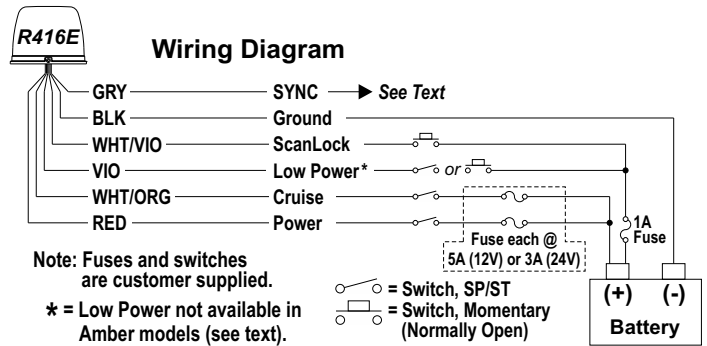 R416E
Wiring Diagram
GRY SYNC See Text
BLK Ground
WHT/VIO ScanLock
VIO Low Power* or
WHT/ORG Cruise
RED Power
1A
Fuse
Fuse each @
5A (12V) or 3A (24V)
Note: Fuses and switches
are customer supplied.
* = Low Power not available in
Amber models (see text).
= Switch, SP/ST
= Switch, Momentary
(Normally Open)
(+) (-)
Battery